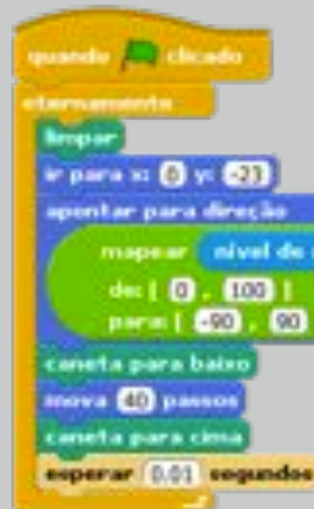 quando clicado
eternamente
limpar
ir para x: 0 y: -23
apontar para direção
mapear nível de
de: [ 0 , 100 ]
para: [ -90 , 90
caneta para baixo
mova 40 passos
caneta para cima
esperar 0.01 segundos